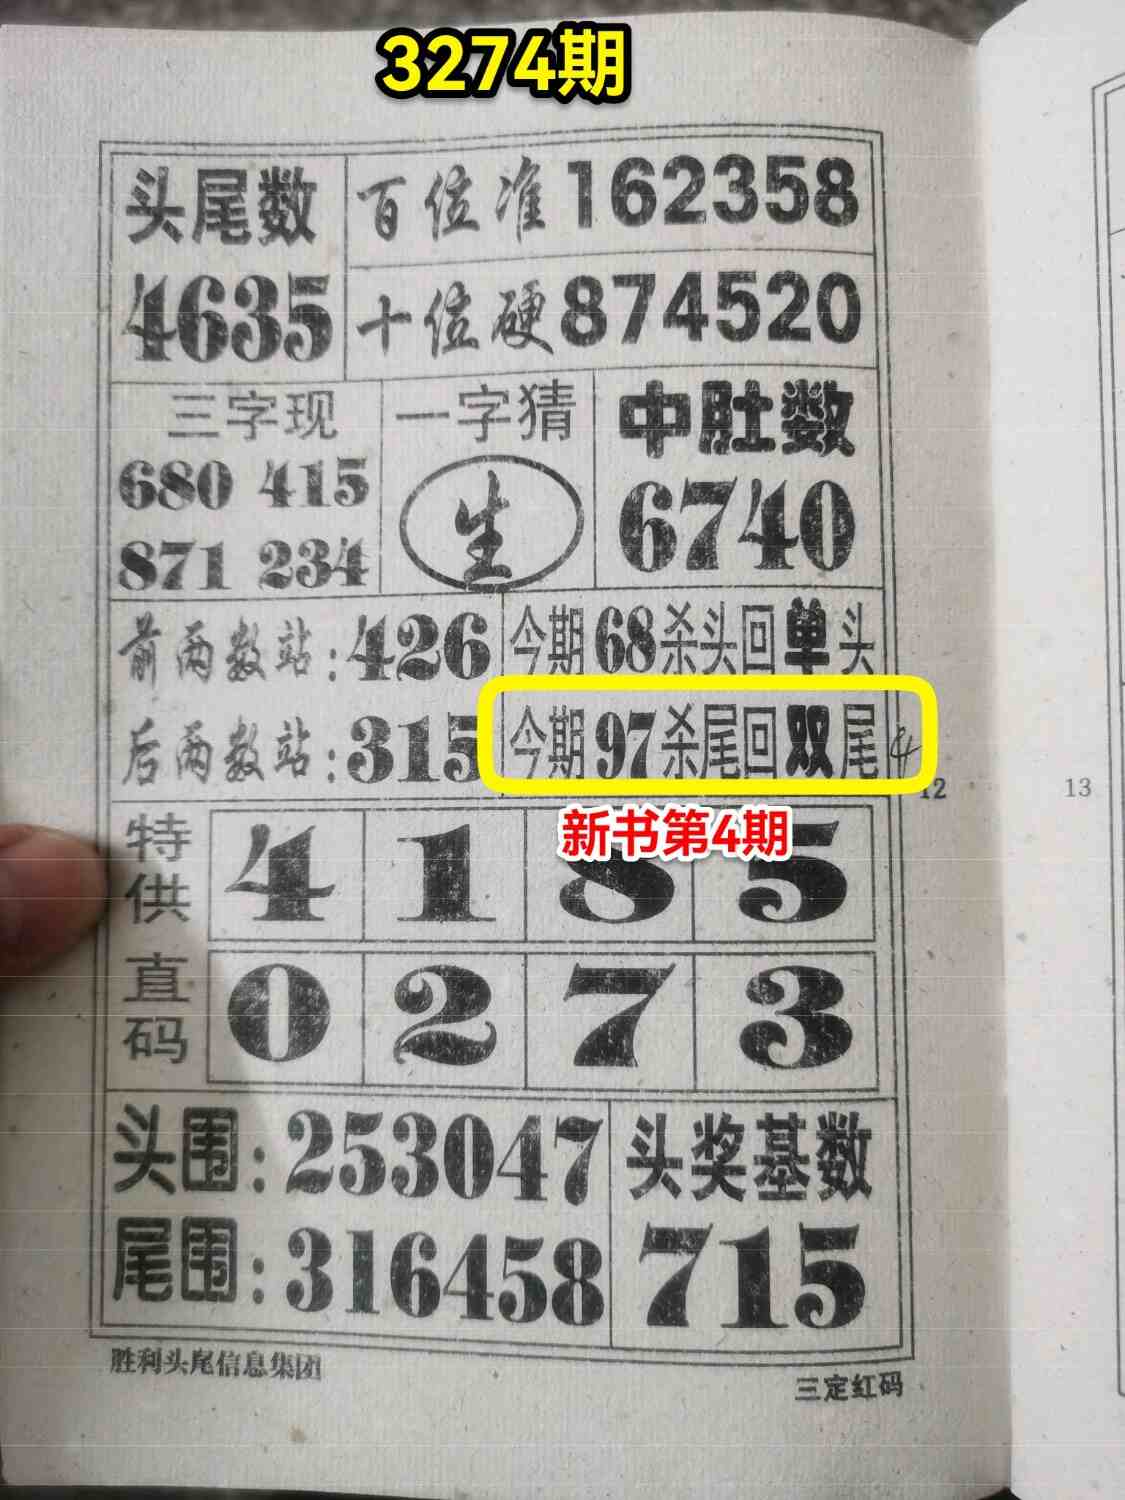 3274期
头尾数
4635
百位准162358
十位硬874520
三字现
680 415
871 234
一字猜
生
中肚数
6740
前两数站:426
后两数站:315
今期68杀头回单头
今期97杀尾回双尾 4
12
13
新书第4期
特供直码
4 1 8 5
0 2 7 3
头围:253047
尾围:316458
头奖基数
715
胜利头尾信息集团
三定红码